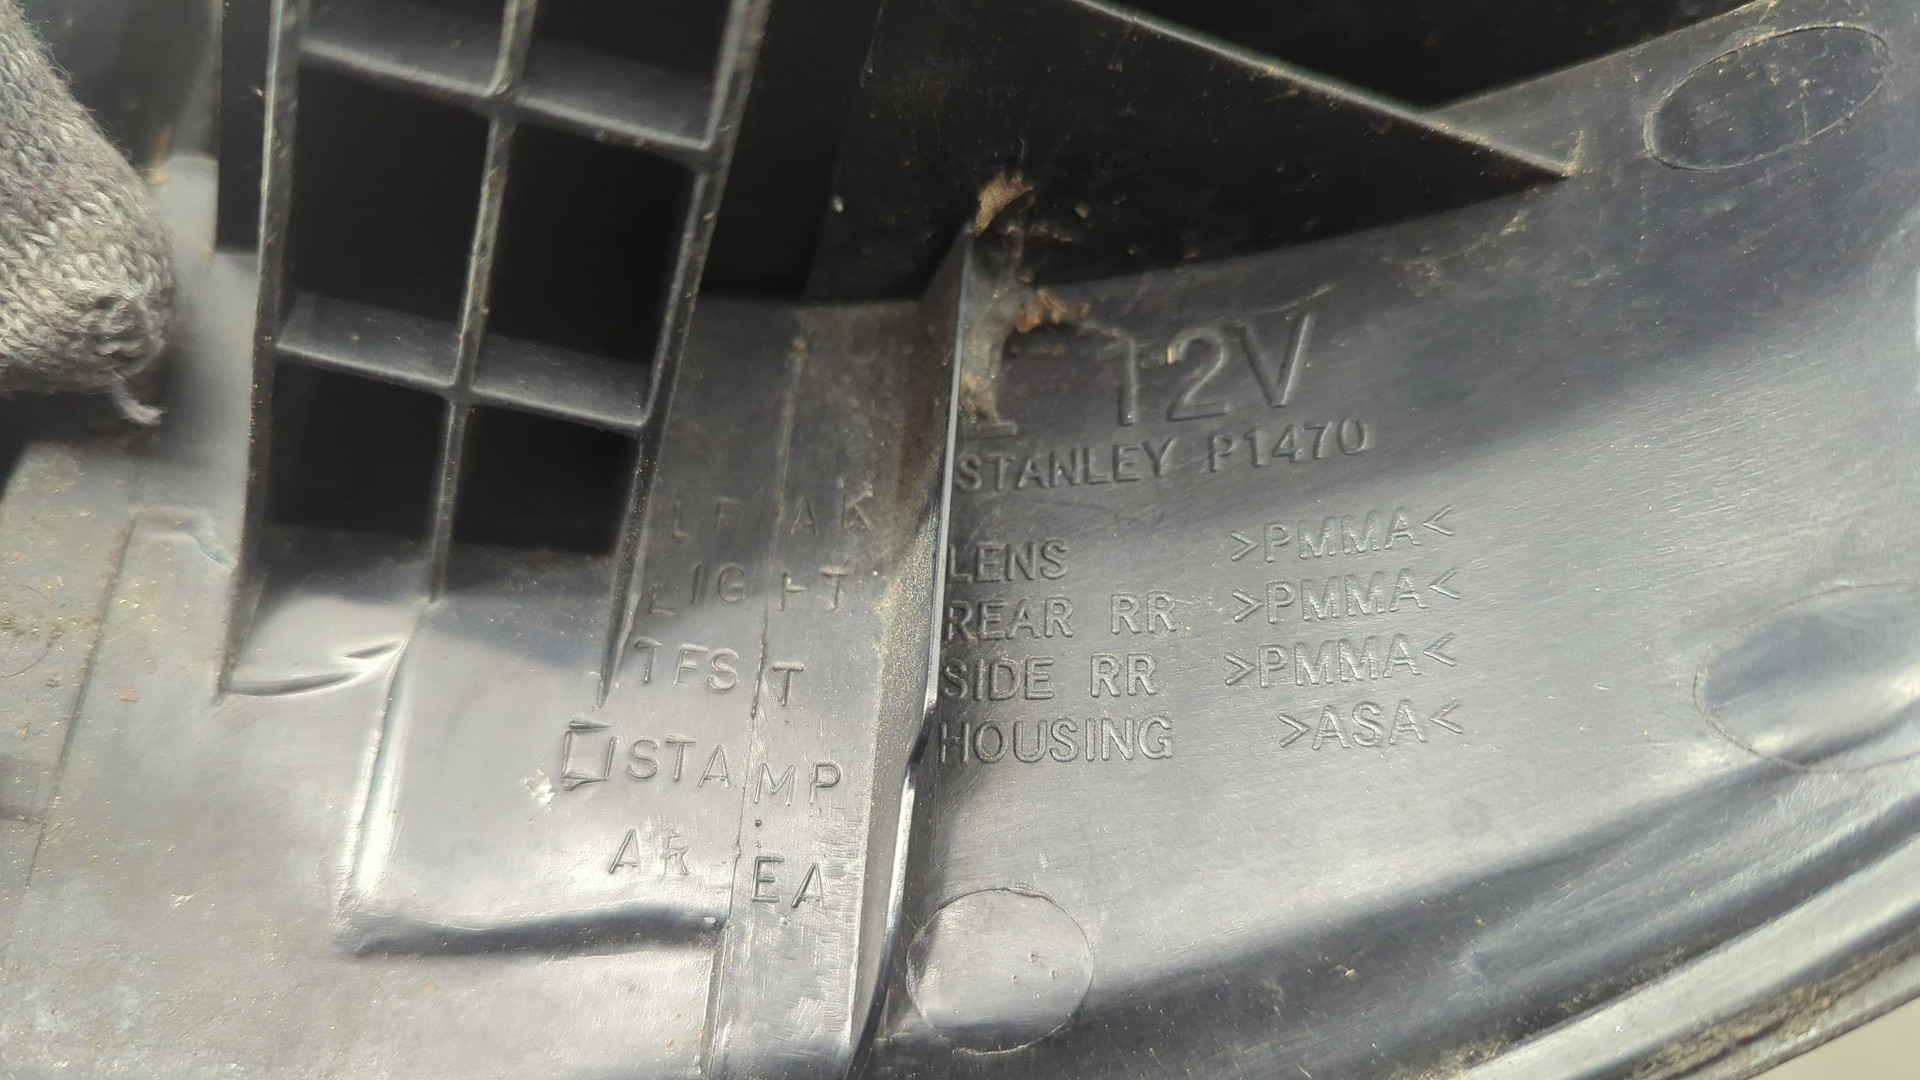 L 12V
STANLEY P1470
LENS >PMMA<
REAR RR >PMMA<
SIDE RR >PMMA<
HOUSING >ASA<
LEAK
LIGHT
TEST
STAMP
AREA